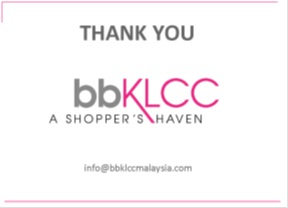 THANK YOU
bbKLCC
A SHOPPER'S HAVEN
info@bbklccmalaysia.com